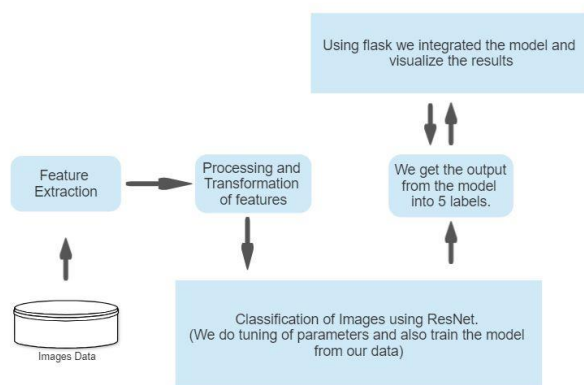 Using flask we integrated the model and
visualize the results
Feature
Extraction
Processing and
Transformation
of features
We get the output
from the model
into 5 labels.
Images Data
Classification of Images using ResNet.
(We do tuning of parameters and also train the model
from our data)